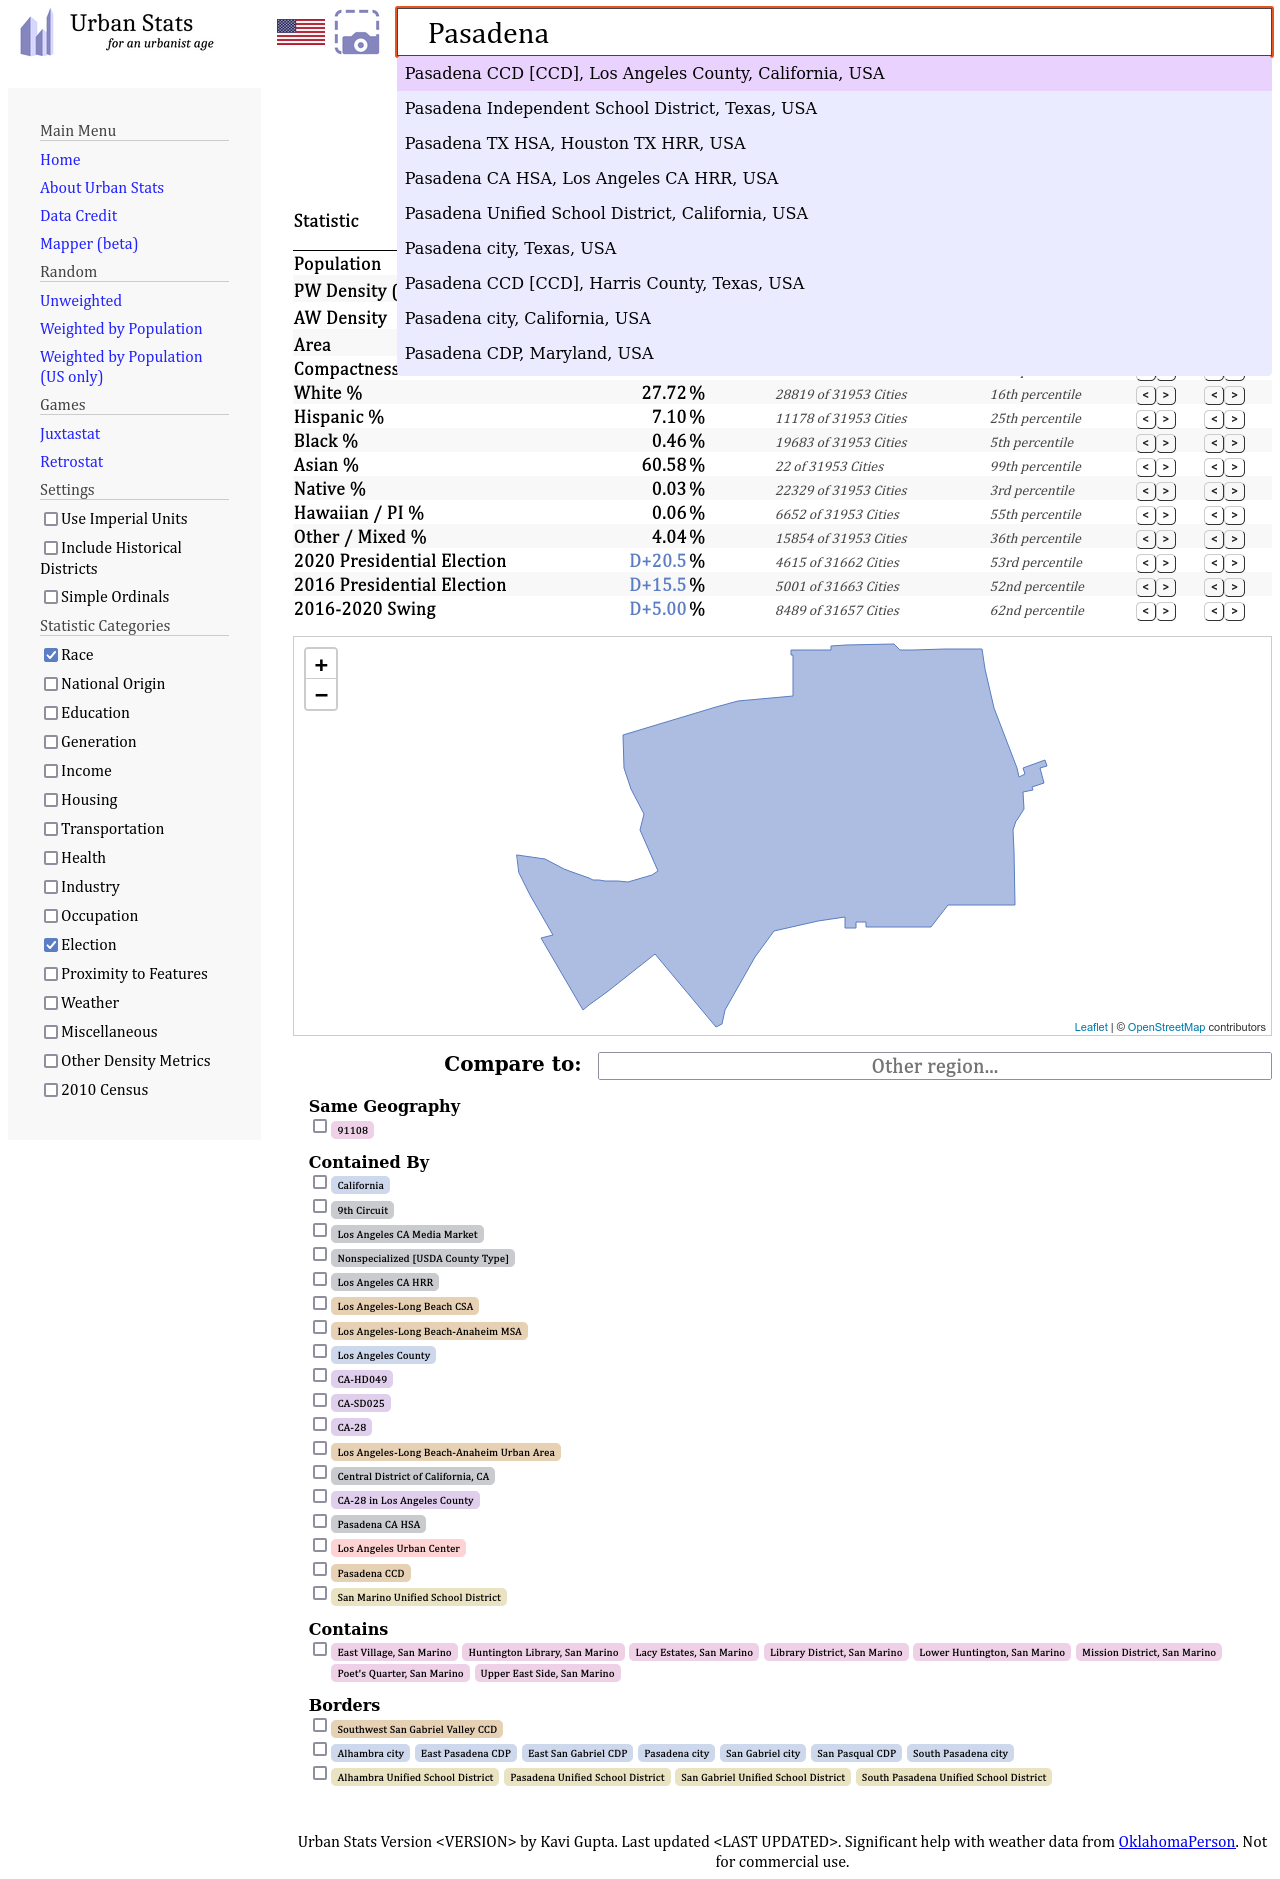 Urban Stats
for an urbanist age
Pasadena
Pasadena CCD [CCD], Los Angeles County, California, USA
Pasadena Independent School District, Texas, USA
Pasadena TX HSA, Houston TX HRR, USA
Pasadena CA HSA, Los Angeles CA HRR, USA
Pasadena Unified School District, California, USA
Pasadena city, Texas, USA
Pasadena CCD [CCD], Harris County, Texas, USA
Pasadena city, California, USA
Pasadena CDP, Maryland, USA
Main Menu
Home
About Urban Stats
Data Credit
Mapper (beta)
Random
Unweighted
Weighted by Population
Weighted by Population
(US only)
Games
Juxtastat
Retrostat
Settings
Use Imperial Units
Include Historical
Districts
Simple Ordinals
Statistic Categories
Race
National Origin
Education
Generation
Income
Housing
Transportation
Health
Industry
Occupation
Election
Proximity to Features
Weather
Miscellaneous
Other Density Metrics
2010 Census
Statistic
Population
PW Density (
AW Density
Area
Compactness
White % 27.72% 28819 of 31953 Cities 16th percentile < > < >
Hispanic % 7.10% 11178 of 31953 Cities 25th percentile < > < >
Black % 0.46% 19683 of 31953 Cities 5th percentile < > < >
Asian % 60.58% 22 of 31953 Cities 99th percentile < > < >
Native % 0.03% 22329 of 31953 Cities 3rd percentile < > < >
Hawaiian / PI % 0.06% 6652 of 31953 Cities 55th percentile < > < >
Other / Mixed % 4.04% 15854 of 31953 Cities 36th percentile < > < >
2020 Presidential Election D+20.5% 4615 of 31662 Cities 53rd percentile < > < >
2016 Presidential Election D+15.5% 5001 of 31663 Cities 52nd percentile < > < >
2016-2020 Swing D+5.00% 8489 of 31657 Cities 62nd percentile < > < >
+
−
Leaflet | © OpenStreetMap contributors
Compare to: Other region...
Same Geography
91108
Contained By
California
9th Circuit
Los Angeles CA Media Market
Nonspecialized [USDA County Type]
Los Angeles CA HRR
Los Angeles-Long Beach CSA
Los Angeles-Long Beach-Anaheim MSA
Los Angeles County
CA-HD049
CA-SD025
CA-28
Los Angeles-Long Beach-Anaheim Urban Area
Central District of California, CA
CA-28 in Los Angeles County
Pasadena CA HSA
Los Angeles Urban Center
Pasadena CCD
San Marino Unified School District
Contains
East Village, San Marino Huntington Library, San Marino Lacy Estates, San Marino Library District, San Marino Lower Huntington, San Marino Mission District, San Marino
Poet's Quarter, San Marino Upper East Side, San Marino
Borders
Southwest San Gabriel Valley CCD
Alhambra city East Pasadena CDP East San Gabriel CDP Pasadena city San Gabriel city San Pasqual CDP South Pasadena city
Alhambra Unified School District Pasadena Unified School District San Gabriel Unified School District South Pasadena Unified School District
Urban Stats Version <VERSION> by Kavi Gupta. Last updated <LAST UPDATED>. Significant help with weather data from OklahomaPerson. Not
for commercial use.